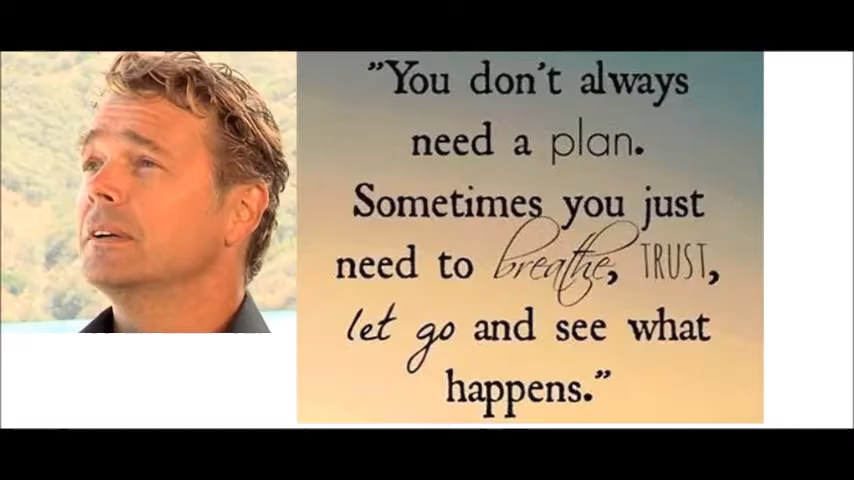 "You don't always
need a plan.
Sometimes you just
need to breathe, TRUST,
let go and see what
happens."